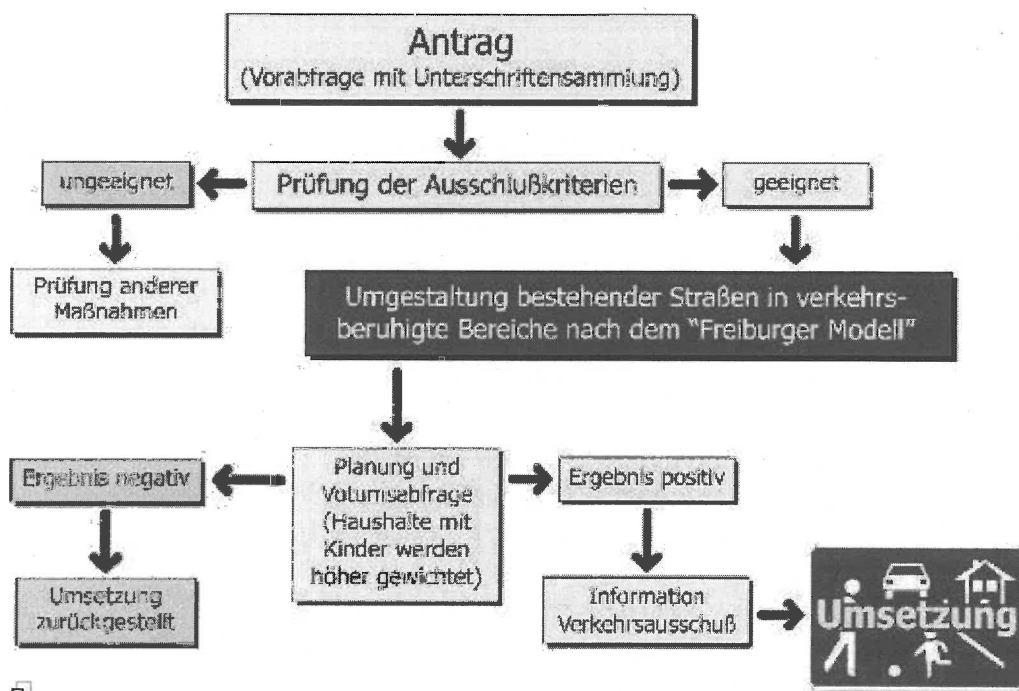 Antrag
(Vorabfrage mit Unterschriftensammlung)
ungeeignet
Prüfung der Ausschlußkriterien
geeignet
Prüfung anderer
Maßnahmen
Umgestaltung bestehender Straßen in verkehrs-
beruhigte Bereiche nach dem "Freiburger Modell"
Ergebnis negativ
Planung und
Votumsabfrage
(Haushalte mit
Kinder werden
höher gewichtet)
Ergebnis positiv
Umsetzung
zurückgestellt
Information
Verkehrsausschuß
Umsetzung